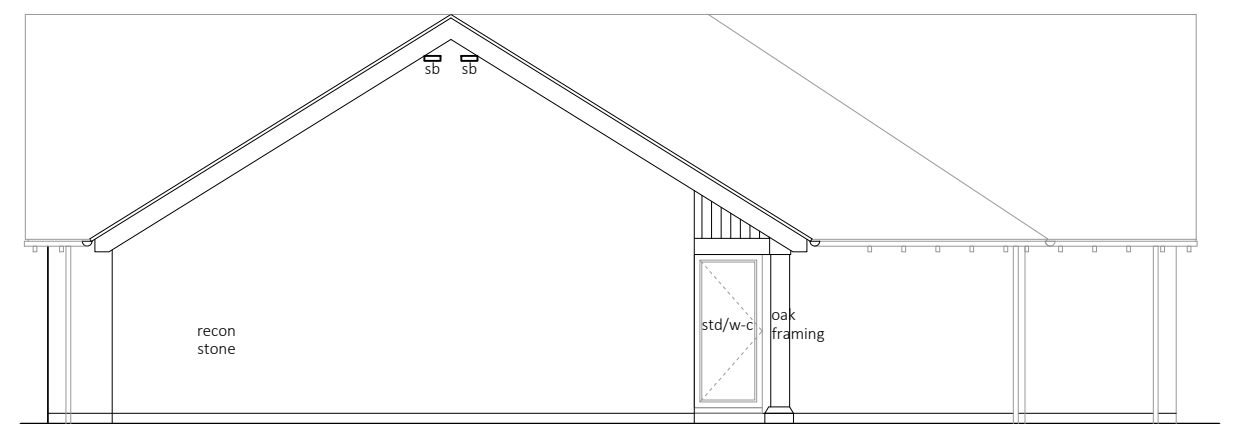 sb sb
std/w-c
oak
framing
recon
stone